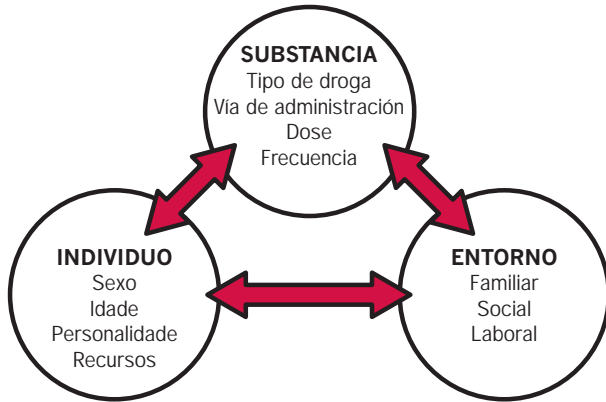 SUBSTANCIA
Tipo de droga
Vía de administración
Dose
Frecuencia
INDIVIDUO
Sexo
Idade
Personalidade
Recursos
ENTORNO
Familiar
Social
Laboral